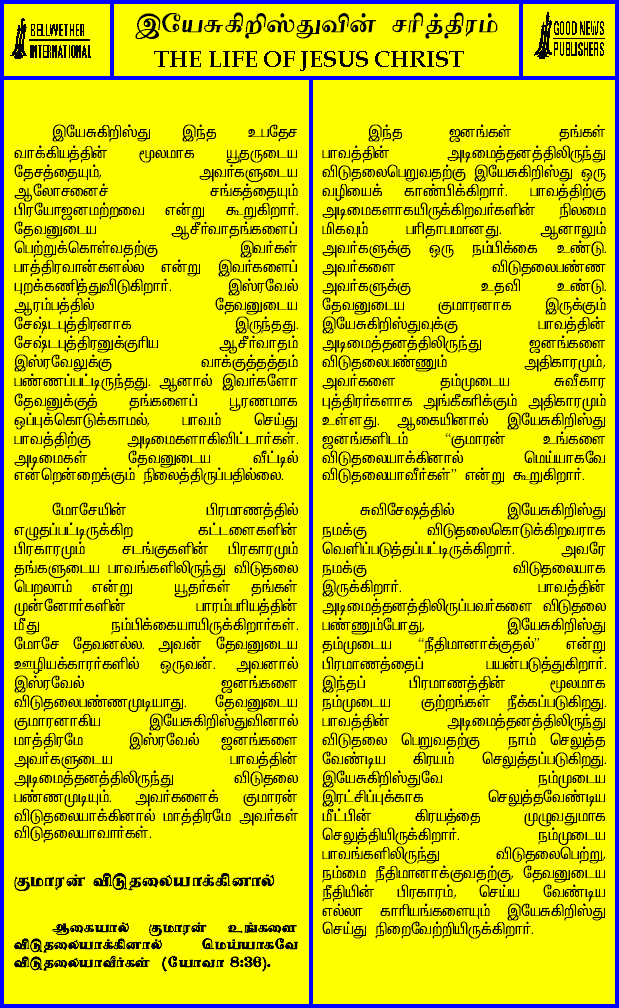 BELLWETHER
INTERNATIONAL
இயேசுகிறிஸ்துவின் சரித்திரம்
THE LIFE OF JESUS CHRIST
GOOD NEWS
PUBLISHERS
இயேசுகிறிஸ்து இந்த உபதேச
வாக்கியத்தின் மூலமாக யூதருடைய
தேசத்தையும், அவர்களுடைய
ஆலோசனைச் சங்கத்தையும்
பிரயோஜனமற்றவை என்று கூறுகிறார்.
தேவனுடைய ஆசீர்வாதங்களைப்
பெற்றுக்கொள்வதற்கு இவர்கள்
பாத்திரவான்களல்ல என்று இவர்களைப்
புறக்கணித்துவிடுகிறார். இஸ்ரவேல்
ஆரம்பத்தில் தேவனுடைய
சேஷ்டபுத்திரனாக இருந்தது.
சேஷ்டபுத்திரனுக்குரிய ஆசீர்வாதம்
இஸ்ரவேலுக்கு வாக்குத்தத்தம்
பண்ணப்பட்டிருந்தது. ஆனால் இவர்களோ
தேவனுக்குத் தங்களைப் பூரணமாக
ஒப்புக்கொடுக்காமல், பாவம் செய்து
பாவத்திற்கு அடிமைகளாகிவிட்டார்கள்.
அடிமைகள் தேவனுடைய வீட்டில்
என்றென்றைக்கும் நிலைத்திருப்பதில்லை.
மோசேயின் பிரமாணத்தில்
எழுதப்பட்டிருக்கிற கட்டளைகளின்
பிரகாரமும் சடங்குகளின் பிரகாரமும்
தங்களுடைய பாவங்களிலிருந்து விடுதலை
பெறலாம் என்று யூதர்கள் தங்கள்
முன்னோர்களின் பாரம்பரியத்தின்
மீது நம்பிக்கையாயிருக்கிறார்கள்.
மோசே தேவனல்ல. அவன் தேவனுடைய
ஊழியக்காரர்களில் ஒருவன். அவனால்
இஸ்ரவேல் ஜனங்களை
விடுதலைபண்ணமுடியாது. தேவனுடைய
குமாரனாகிய இயேசுகிறிஸ்துவினால்
மாத்திரமே இஸ்ரவேல் ஜனங்களை
அவர்களுடைய பாவத்தின்
அடிமைத்தனத்திலிருந்து விடுதலை
பண்ணமுடியும். அவர்களைக் குமாரன்
விடுதலையாக்கினால் மாத்திரமே அவர்கள்
விடுதலையாவார்கள்.
குமாரன் விடுதலையாக்கினால்
ஆகையால் குமாரன் உங்களை
விடுதலையாக்கினால் மெய்யாகவே
விடுதலையாவீர்கள் (யோவா 8:36).
இந்த ஜனங்கள் தங்கள்
பாவத்தின் அடிமைத்தனத்திலிருந்து
விடுதலைபெறுவதற்கு இயேசுகிறிஸ்து ஒரு
வழியைக் காண்பிக்கிறார். பாவத்திற்கு
அடிமைகளாகயிருக்கிறவர்களின் நிலமை
மிகவும் பரிதாபமானது. ஆனாலும்
அவர்களுக்கு ஒரு நம்பிக்கை உண்டு.
அவர்களை விடுதலைபண்ண
அவர்களுக்கு உதவி உண்டு.
தேவனுடைய குமாரனாக இருக்கும்
இயேசுகிறிஸ்துவுக்கு பாவத்தின்
அடிமைத்தனத்திலிருந்து ஜனங்களை
விடுதலைபண்ணும் அதிகாரமும்,
அவர்களை தம்முடைய சுவீகார
புத்திரர்களாக அங்கீகரிக்கும் அதிகாரமும்
உள்ளது. ஆகையினால் இயேசுகிறிஸ்து
ஜனங்களிடம் “குமாரன் உங்களை
விடுதலையாக்கினால் மெய்யாகவே
விடுதலையாவீர்கள்” என்று கூறுகிறார்.
சுவிசேஷத்தில் இயேசுகிறிஸ்து
நமக்கு விடுதலைகொடுக்கிறவராக
வெளிப்படுத்தப்பட்டிருக்கிறார். அவரே
நமக்கு விடுதலையாக
இருக்கிறார். பாவத்தின்
அடிமைத்தனத்திலிருப்பவர்களை விடுதலை
பண்ணும்போது, இயேசுகிறிஸ்து
தம்முடைய “நீதிமானாக்குதல்” என்று
பிரமாணத்தைப் பயன்படுத்துகிறார்.
இந்தப் பிரமாணத்தின் மூலமாக
நம்முடைய குற்றங்கள் நீக்கப்படுகிறது.
பாவத்தின் அடிமைத்தனத்திலிருந்து
விடுதலை பெறுவதற்கு நாம் செலுத்த
வேண்டிய கிரயம் செலுத்தப்படுகிறது.
இயேசுகிறிஸ்துவே நம்முடைய
இரட்சிப்புக்காக செலுத்தவேண்டிய
மீட்பின் கிரயத்தை முழுவதுமாக
செலுத்தியிருக்கிறார். நம்முடைய
பாவங்களிலிருந்து விடுதலைபெற்று,
நம்மை நீதிமானாக்குவதற்கு, தேவனுடைய
நீதியின் பிரகாரம், செய்ய வேண்டிய
எல்லா காரியங்களையும் இயேசுகிறிஸ்து
செய்து நிறைவேற்றியிருக்கிறார்.